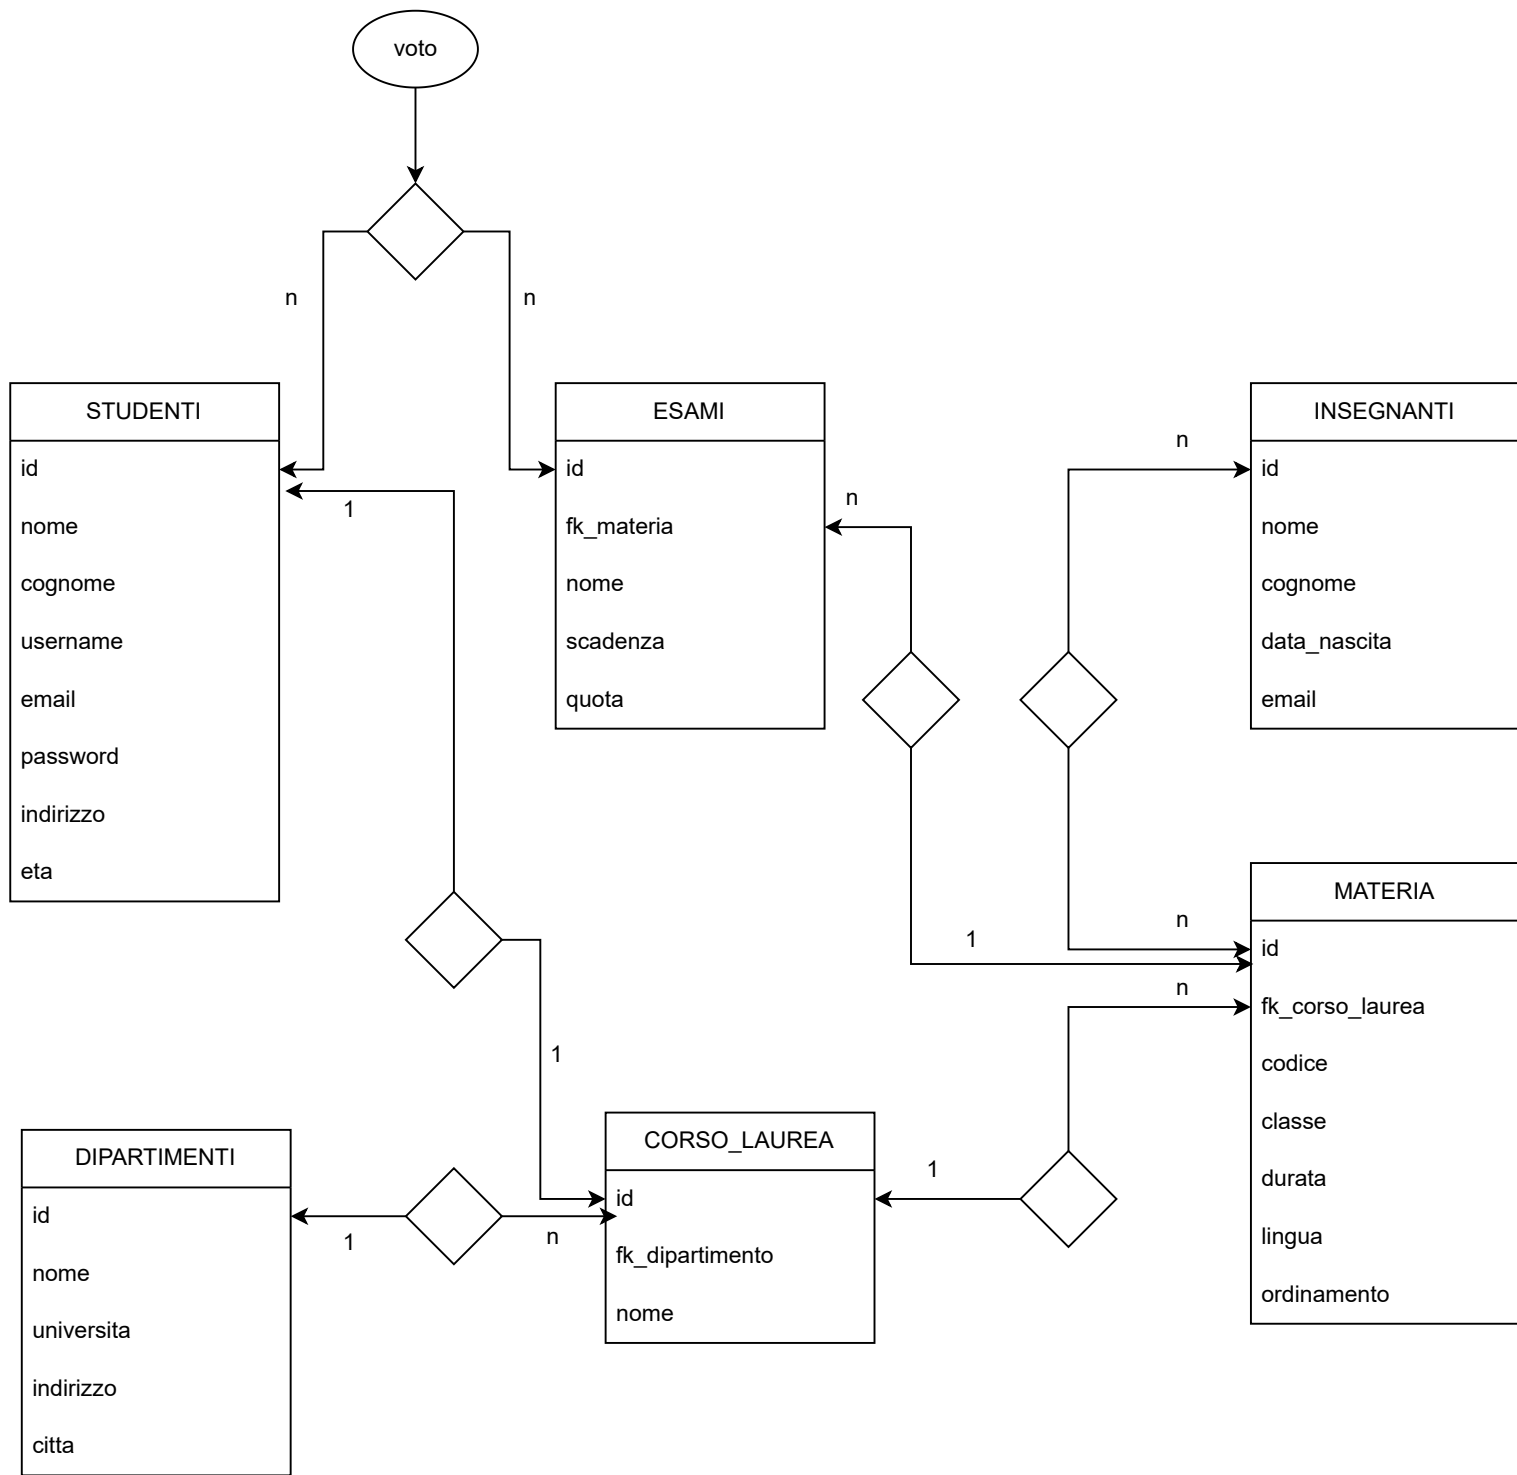 voto
n
n
STUDENTI
id
nome
cognome
username
email
password
indirizzo
eta
1
ESAMI
id
fk_materia
nome
scadenza
quota
n
1
INSEGNANTI
id
nome
cognome
data_nascita
email
n
n
MATERIA
id
fk_corso_laurea
codice
classe
durata
lingua
ordinamento
n
1
1
CORSO_LAUREA
id
fk_dipartimento
nome
n
1
DIPARTIMENTI
id
nome
universita
indirizzo
citta